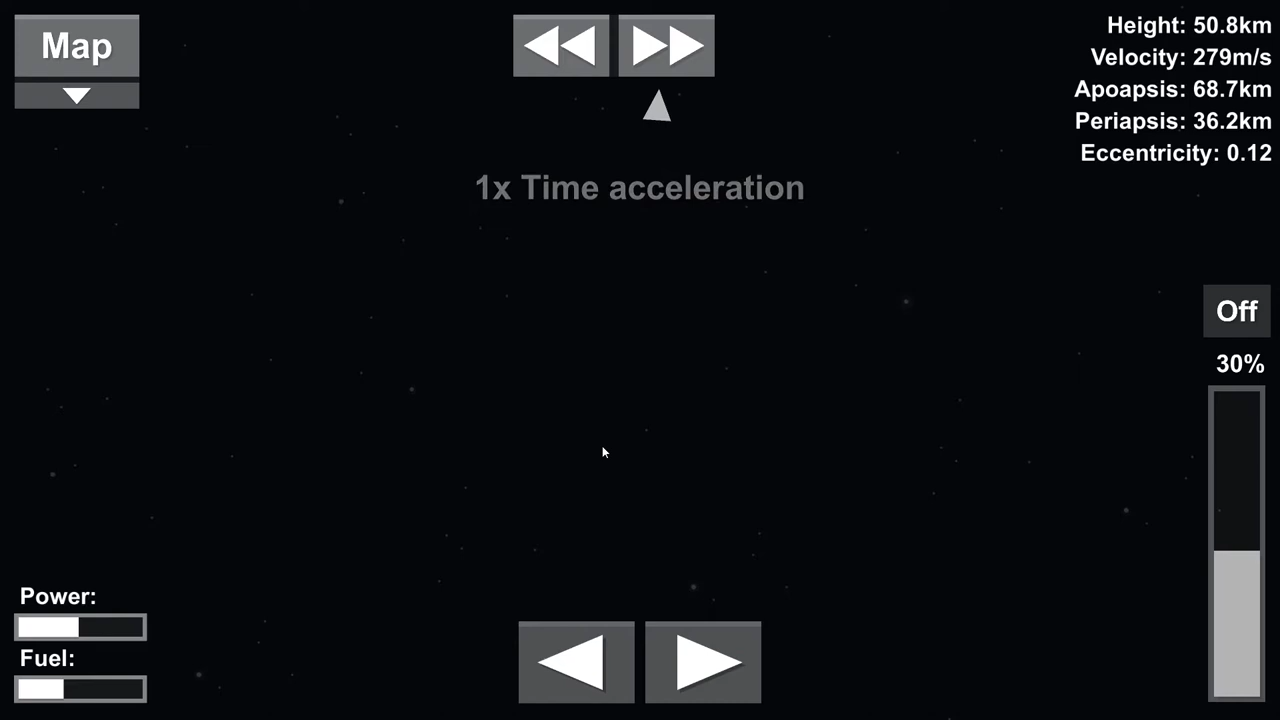 Map
Height: 50.8km
Velocity: 279m/s
Apoapsis: 68.7km
Periapsis: 36.2km
Eccentricity: 0.12
1x Time acceleration
Off
30%
Power:
Fuel: